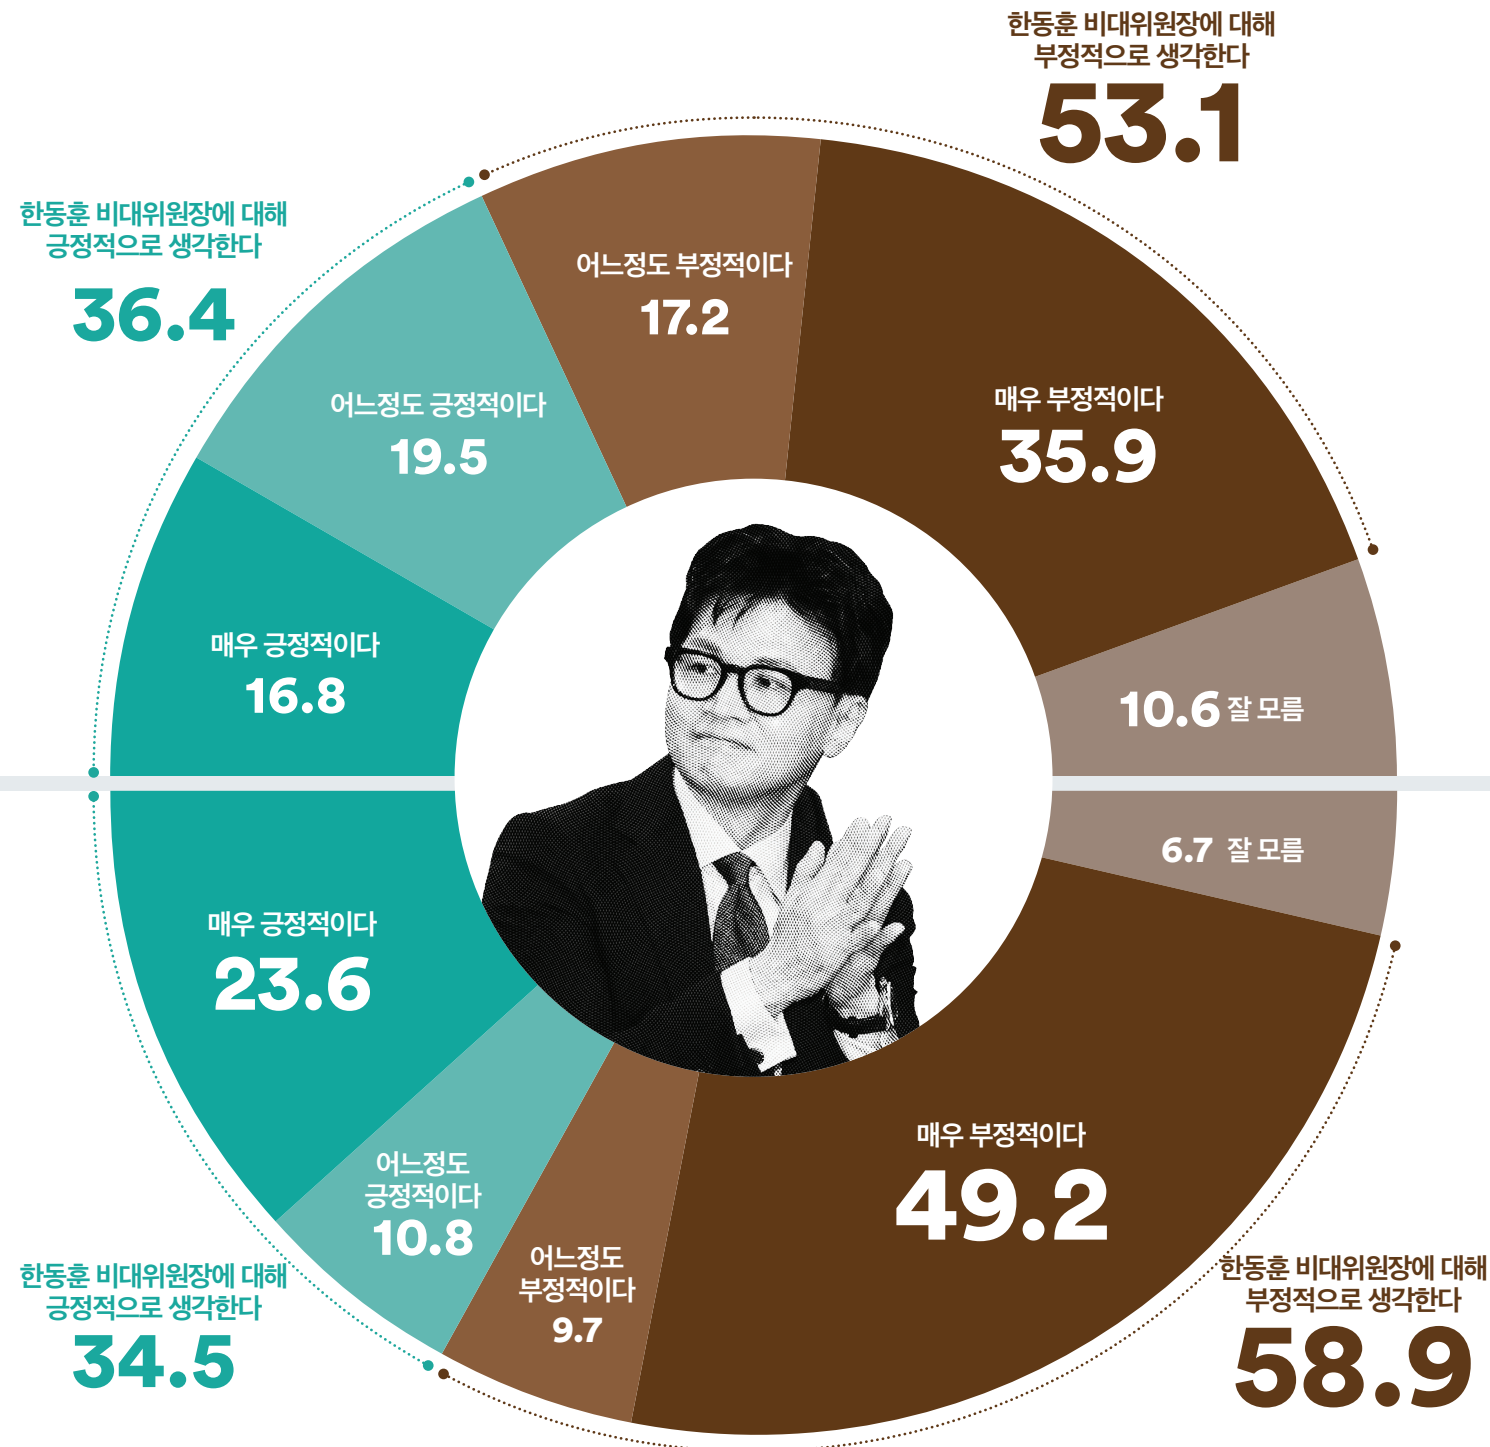 한동훈 비대위원장에 대해
부정적으로 생각한다
53.1
한동훈 비대위원장에 대해
긍정적으로 생각한다
36.4
어느정도 부정적이다
17.2
매우 부정적이다
35.9
어느정도 긍정적이다
19.5
매우 긍정적이다
16.8
10.6 잘 모름
6.7 잘 모름
매우 긍정적이다
23.6
매우 부정적이다
49.2
어느정도
긍정적이다
10.8
어느정도
부정적이다
9.7
한동훈 비대위원장에 대해
긍정적으로 생각한다
34.5
한동훈 비대위원장에 대해
부정적으로 생각한다
58.9